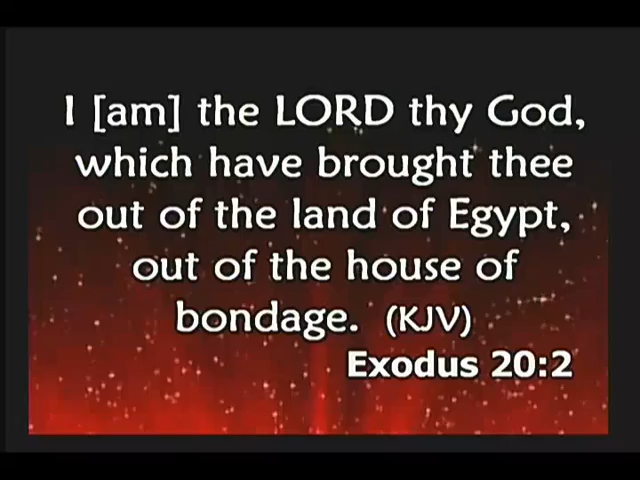 I [am] the LORD thy God,
which have brought thee
out of the land of Egypt,
out of the house of
bondage. (KJV)
Exodus 20:2